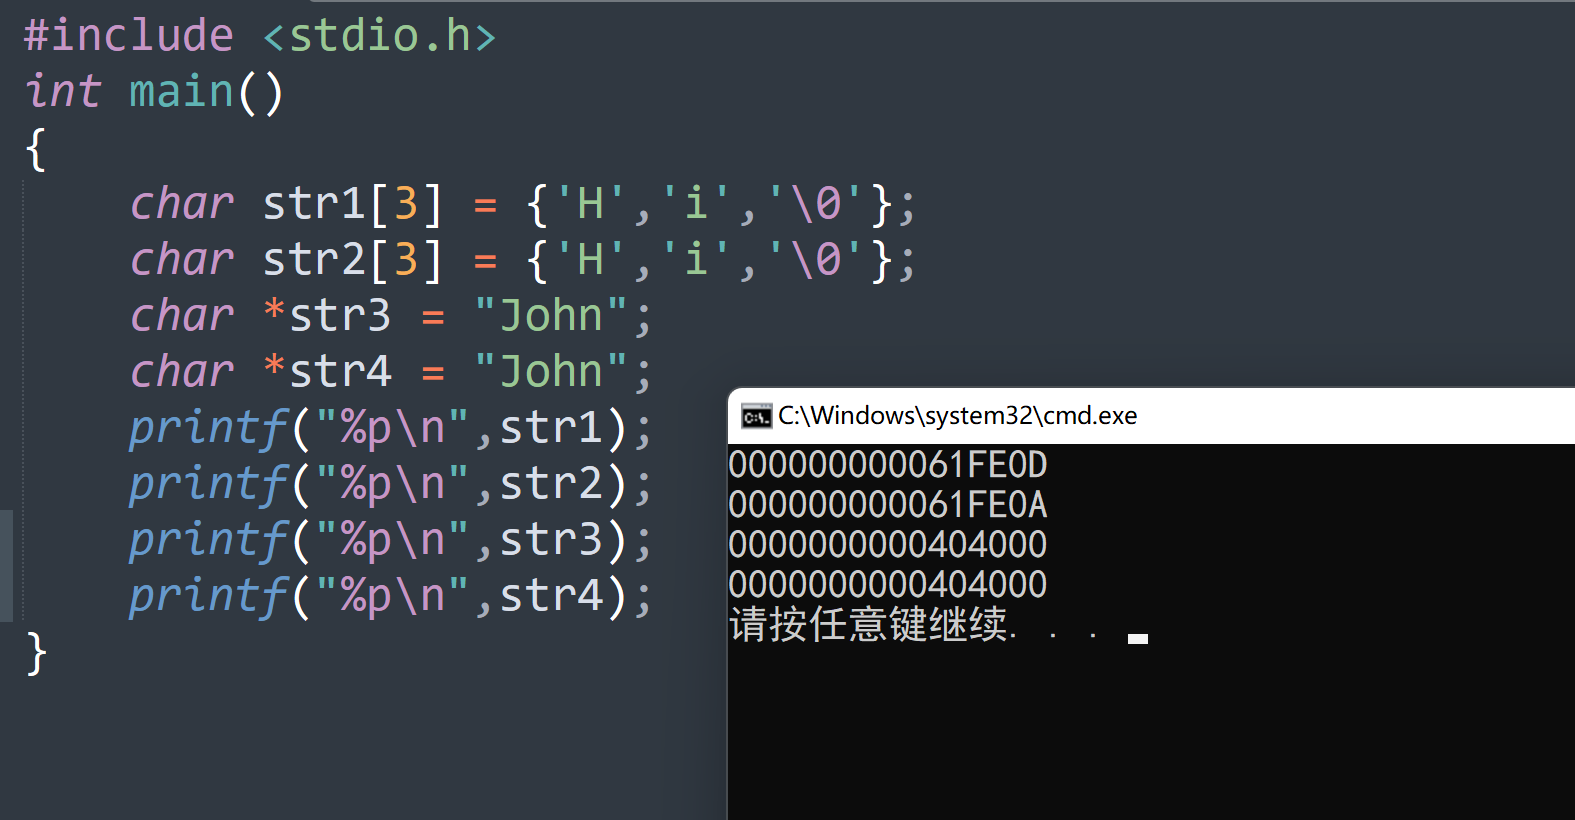 #include <stdio.h>
int main()
{
    char str1[3] = {'H','i','\0'};
    char str2[3] = {'H','i','\0'};
    char *str3 = "John";
    char *str4 = "John";
    printf("%p\n",str1);
    printf("%p\n",str2);
    printf("%p\n",str3);
    printf("%p\n",str4);
}
C:\Windows\system32\cmd.exe
000000000061FE0D
000000000061FE0A
0000000000404000
0000000000404000
请按任意键继续. . .